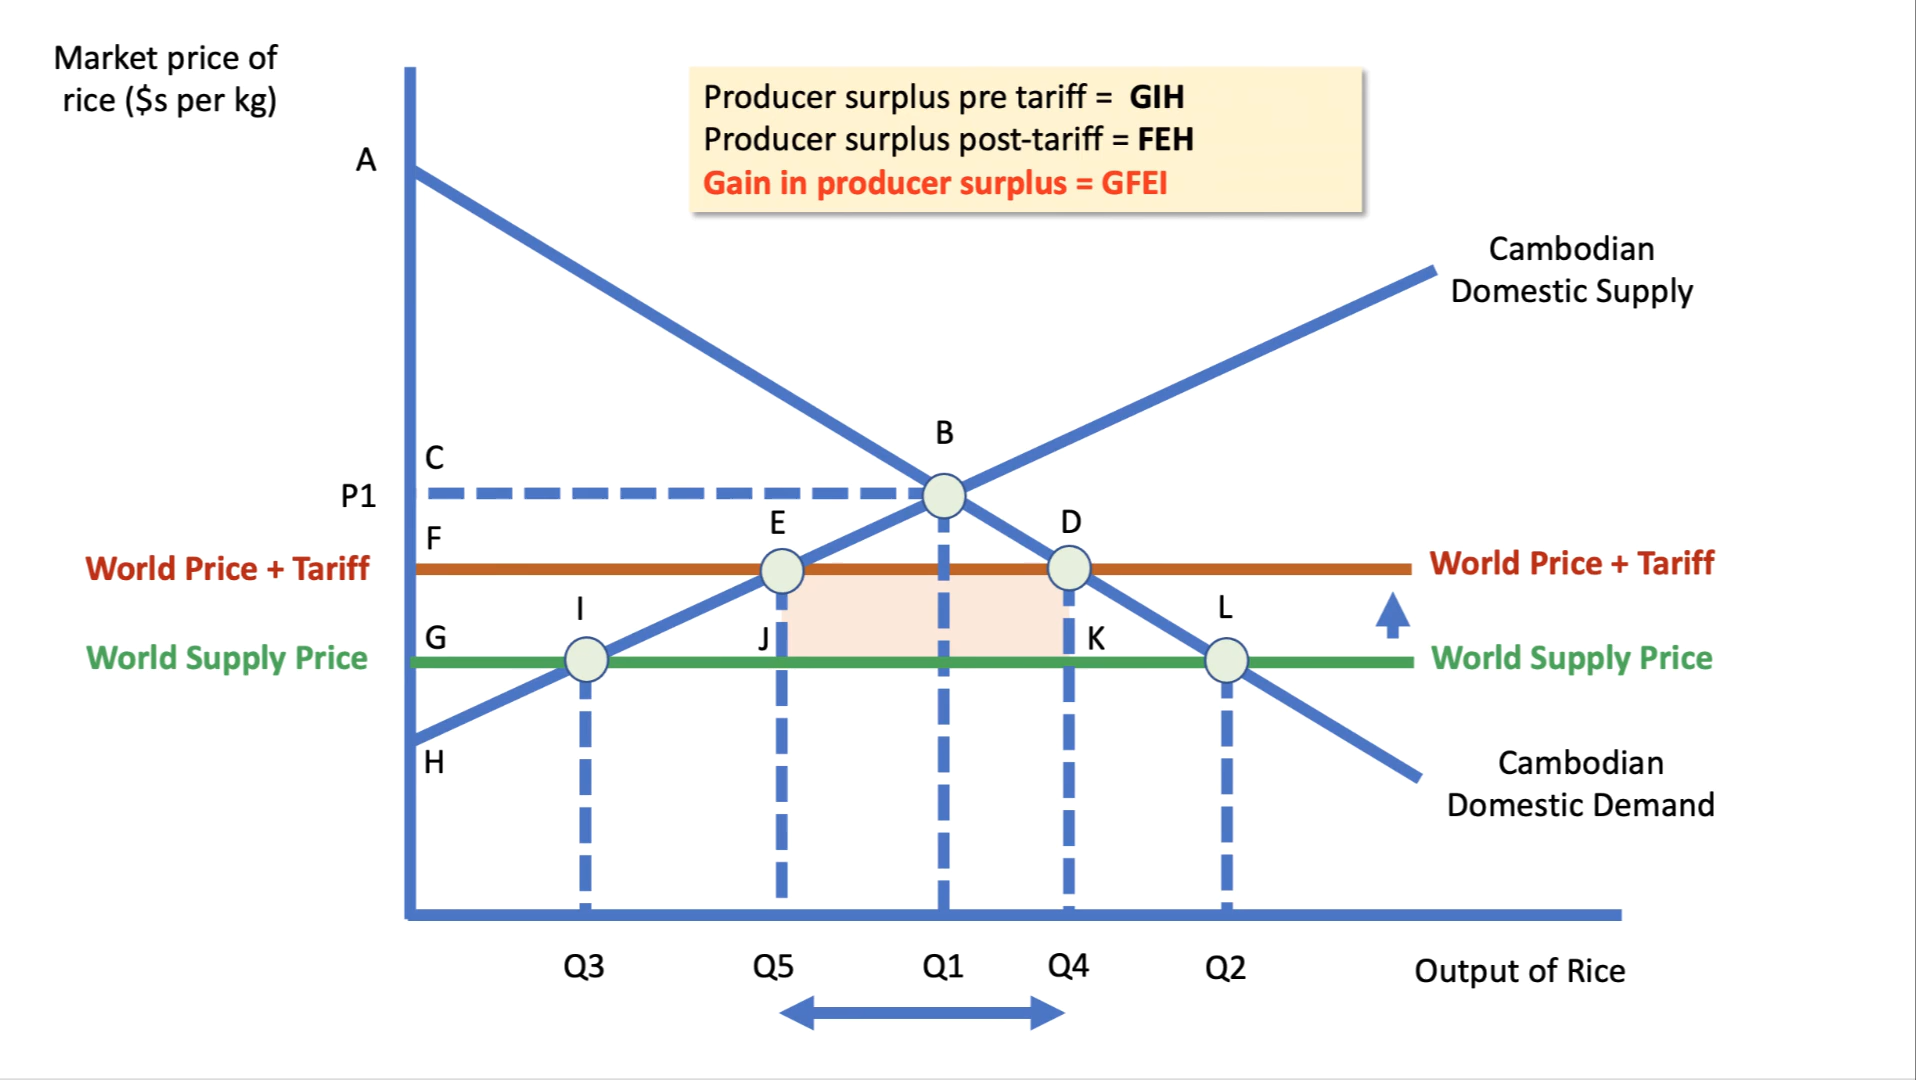 Market price of
rice ($s per kg)
Producer surplus pre tariff = GIH
Producer surplus post-tariff = FEH
Gain in producer surplus = GFEI
A
Cambodian
Domestic Supply
B
C
P1
E
D
F
World Price + Tariff
World Price + Tariff
I
L
G
J
K
World Supply Price
World Supply Price
H
Cambodian
Domestic Demand
Q3
Q5
Q1
Q4
Q2
Output of Rice